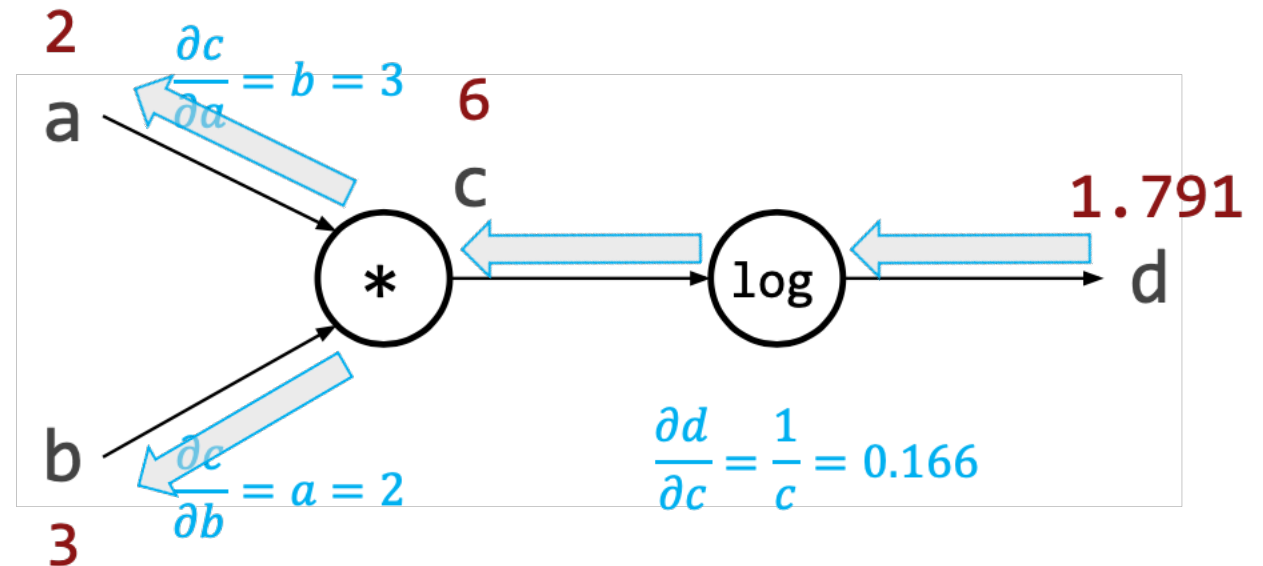 2
∂c/∂a = b = 3
a
6
c
1.791
*
log
d
b
∂c/∂b = a = 2
∂d/∂c = 1/c = 0.166
3